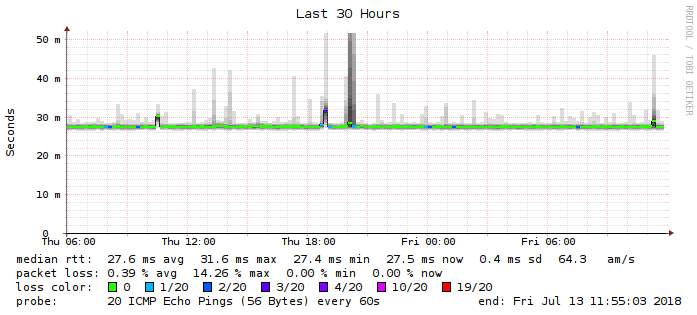 Last 30 Hours
RRDTOOL / TOBI OETIKER
Seconds
50 m
40 m
30 m
20 m
10 m
0
Thu 06:00 Thu 12:00 Thu 18:00 Fri 00:00 Fri 06:00
median rtt: 27.6 ms avg 31.6 ms max 27.4 ms min 27.5 ms now 0.4 ms sd 64.3 am/s
packet loss: 0.39 % avg 14.26 % max 0.00 % min 0.00 % now
loss color: 0 1/20 2/20 3/20 4/20 10/20 19/20
probe: 20 ICMP Echo Pings (56 Bytes) every 60s end: Fri Jul 13 11:55:03 2018